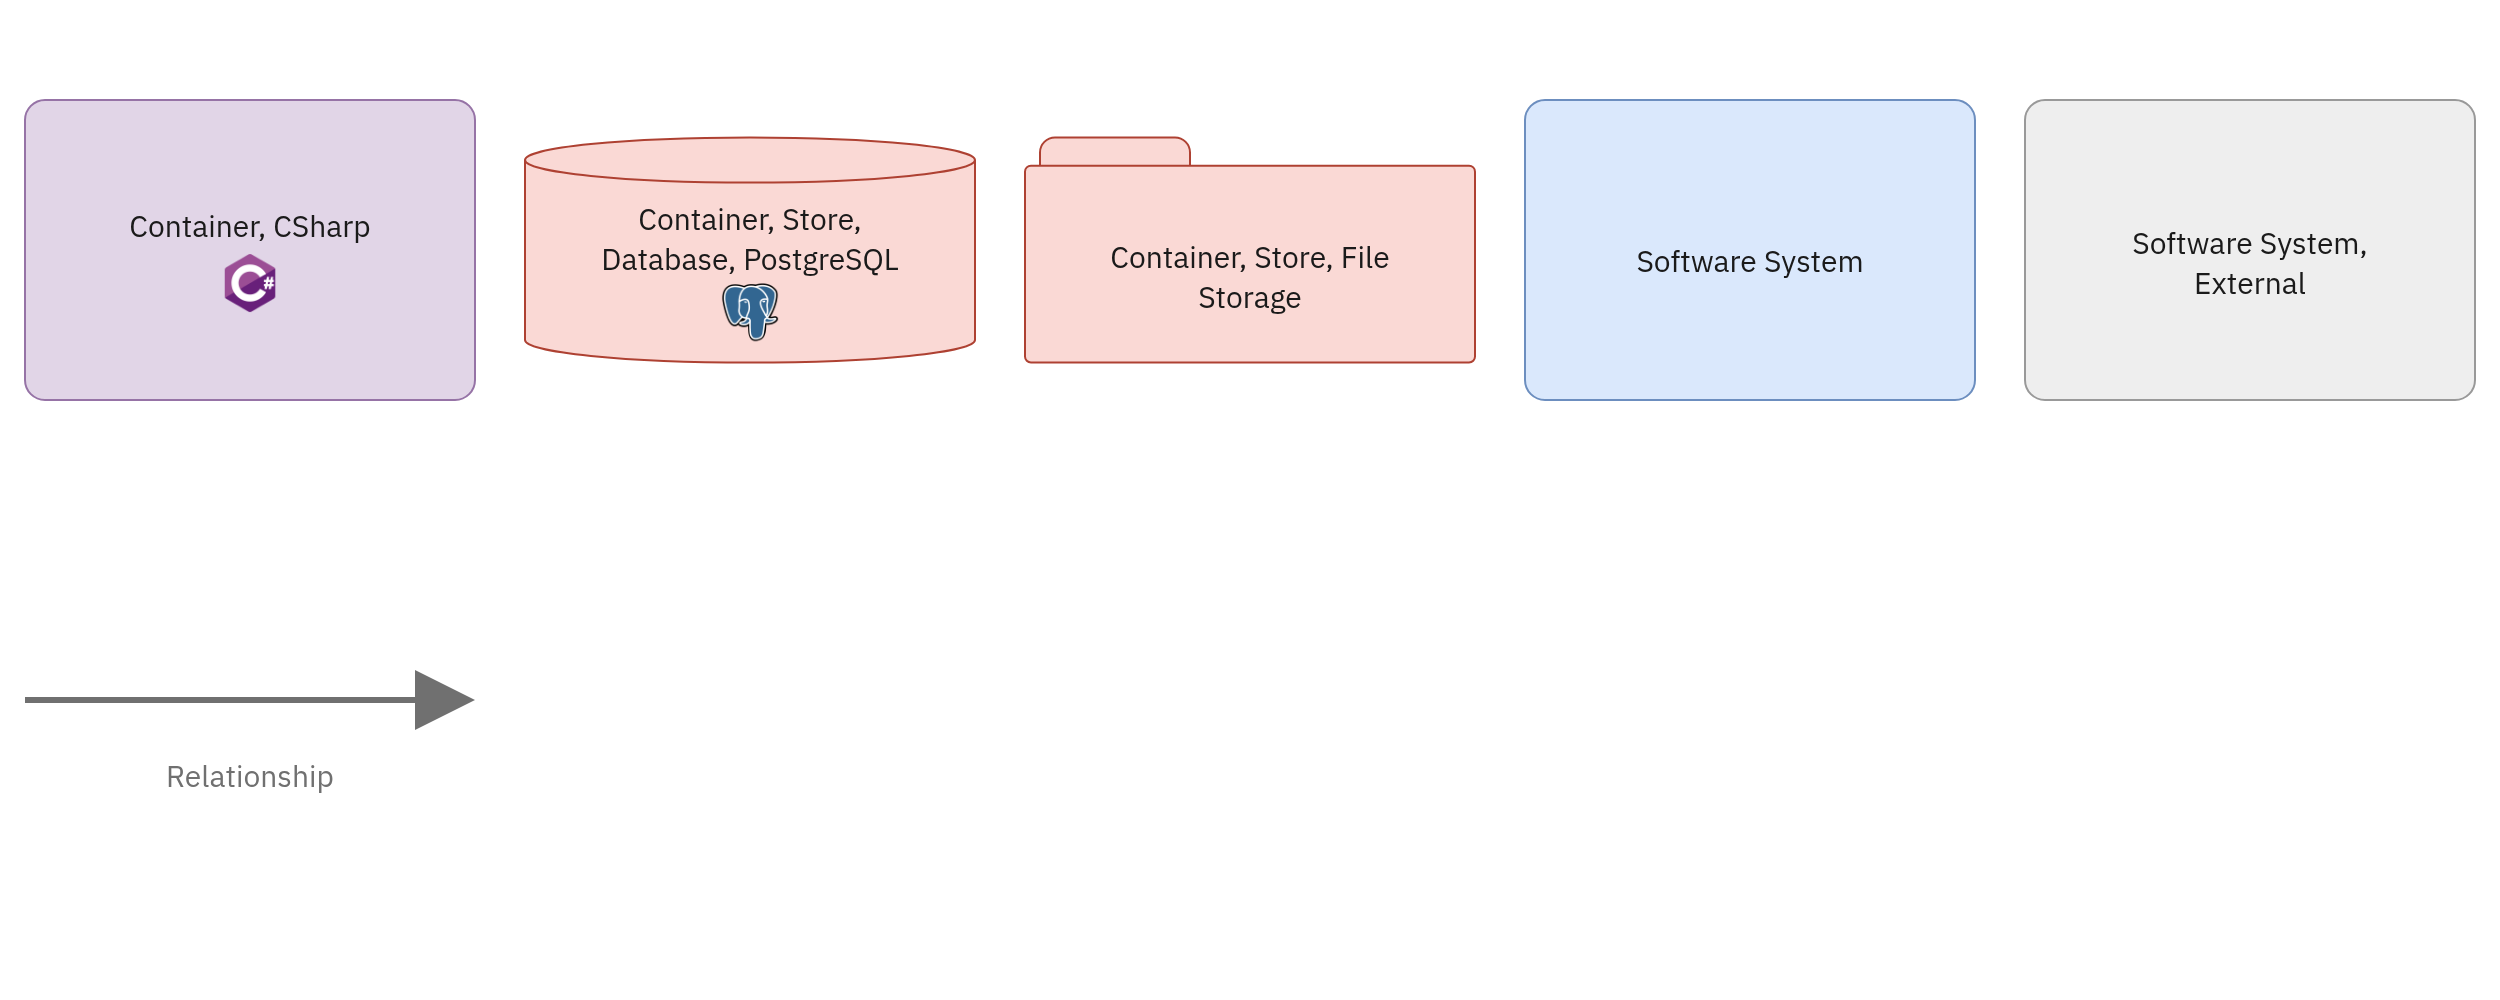 Container, CSharp
C#
Container, Store,
Database, PostgreSQL
Container, Store, File
Storage
Software System
Software System,
External
Relationship